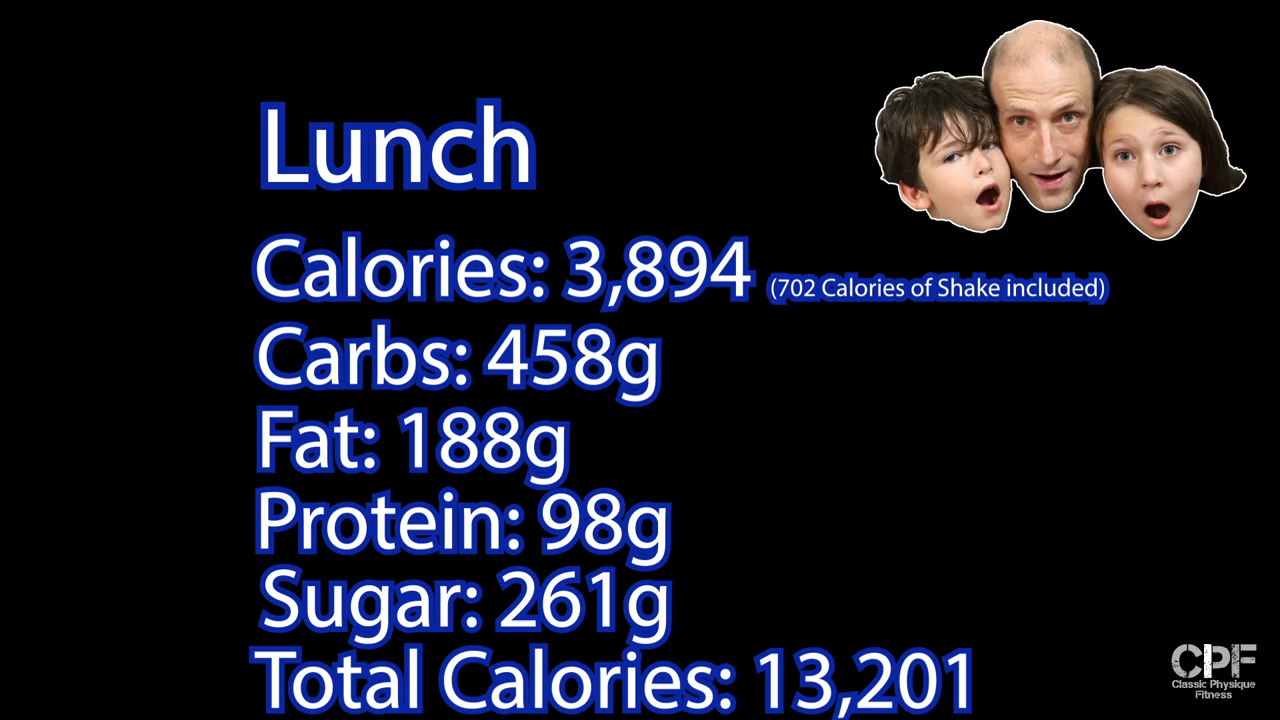 Lunch
Calories: 3,894 (702 Calories of Shake included)
Carbs: 458g
Fat: 188g
Protein: 98g
Sugar: 261g
Total Calories: 13,201
CPF
Classic Physique
Fitness